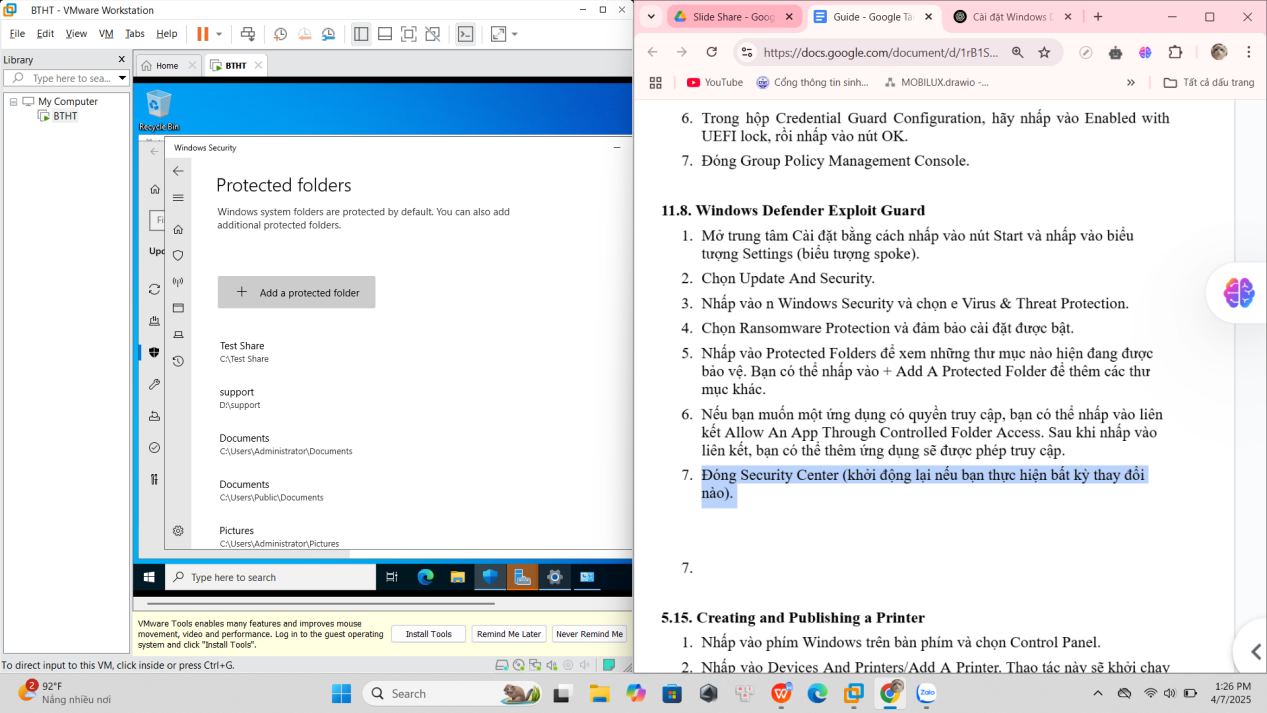 BTHT - VMware Workstation
File Edit View VM Tabs Help
Library
Type here to sea...
My Computer
BTHT
Home
BTHT
Recycle Bin
Windows Security
Protected folders
Windows system folders are protected by default. You can also add
additional protected folders.
Add a protected folder
Test Share
C:\Test Share
support
D:\support
Documents
C:\Users\Administrator\Documents
Documents
C:\Users\Public\Documents
Pictures
C:\Users\Administrator\Pictures
Type here to search
VMware Tools enables many features and improves mouse
movement, video and performance. Log in to the guest operating
system and click "Install Tools".
Install Tools
Remind Me Later
Never Remind Me
To direct input to this VM, click inside or press Ctrl+G.
Slide Share - Goog
Guide - Google Tà
Cài đặt Windows D
https://docs.google.com/document/d/1rB1S...
YouTube
Cổng thông tin sinh...
MOBILUX.drawio -...
Tất cả dấu trang
6. Trong hộp Credential Guard Configuration, hãy nhấp vào Enabled with
UEFI lock, rồi nhấp vào nút OK.
7. Đóng Group Policy Management Console.
11.8. Windows Defender Exploit Guard
1. Mở trung tâm Cài đặt bằng cách nhấp vào nút Start và nhấp vào biểu
tượng Settings (biểu tượng spoke).
2. Chọn Update And Security.
3. Nhấp vào n Windows Security và chọn e Virus & Threat Protection.
4. Chọn Ransomware Protection và đảm bảo cài đặt được bật.
5. Nhấp vào Protected Folders để xem những thư mục nào hiện đang được
bảo vệ. Bạn có thể nhấp vào + Add A Protected Folder để thêm các thư
mục khác.
6. Nếu bạn muốn một ứng dụng có quyền truy cập, bạn có thể nhấp vào liên
kết Allow An App Through Controlled Folder Access. Sau khi nhấp vào
liên kết, bạn có thể thêm ứng dụng sẽ được phép truy cập.
7. Đóng Security Center (khởi động lại nếu bạn thực hiện bất kỳ thay đổi
nào).
7.
5.15. Creating and Publishing a Printer
1. Nhấp vào phím Windows trên bàn phím và chọn Control Panel.
2. Nhấp vào Devices And Printers/Add A Printer. Thao tác này sẽ khởi chạy
2
92°F
Nắng nhiều nơi
Search
Zalo
1:26 PM
4/7/2025